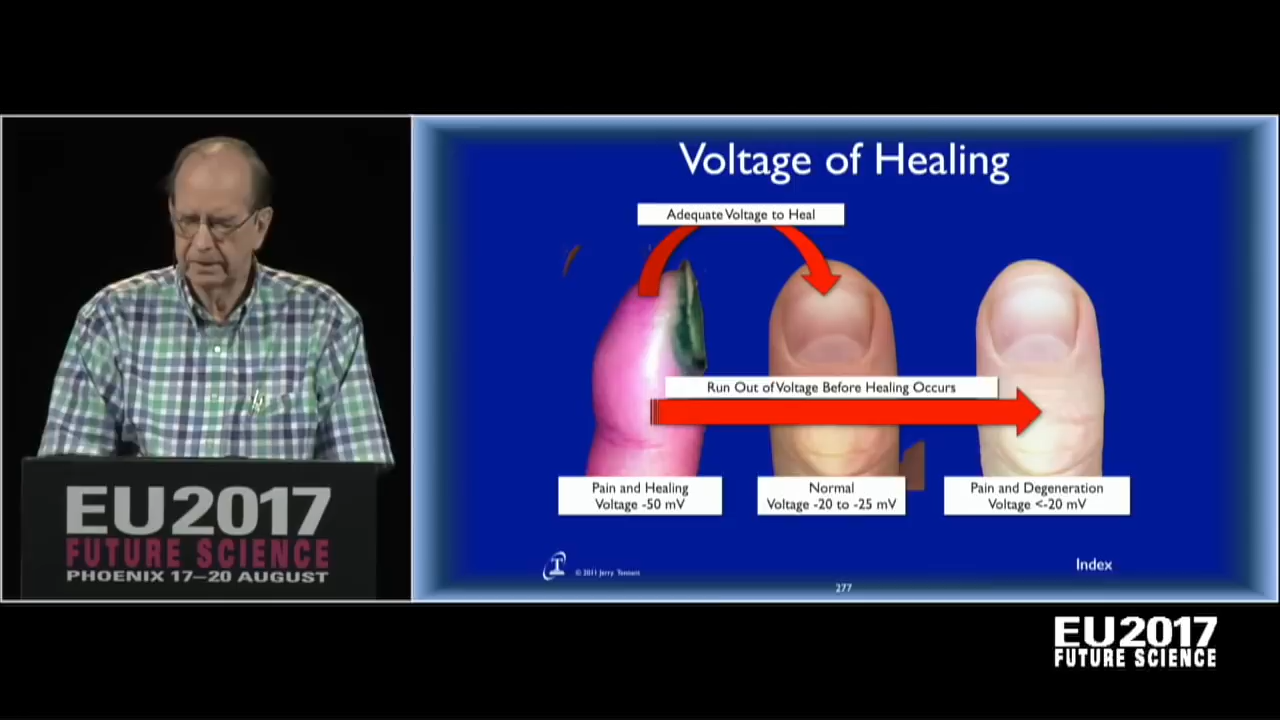 Voltage of Healing
Adequate Voltage to Heal
Run Out of Voltage Before Healing Occurs
Pain and Healing
Voltage -50 mV
Normal
Voltage -20 to -25 mV
Pain and Degeneration
Voltage <-20 mV
T
© 2011 Jerry Tennant
Index
277
EU2017
FUTURE SCIENCE
PHOENIX 17–20 AUGUST
EU2017
FUTURE SCIENCE